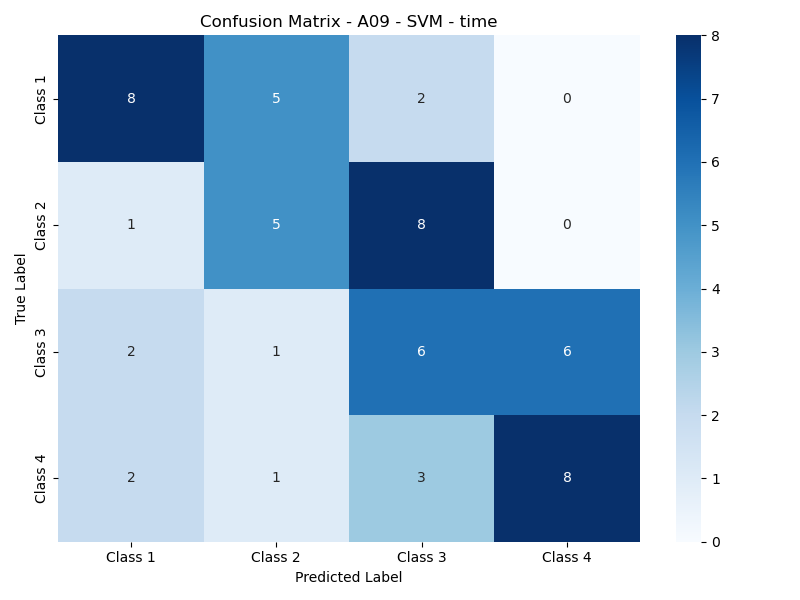 Confusion Matrix - A09 - SVM - time
True Label
Class 1
8 5 2 0
Class 2
1 5 8 0
Class 3
2 1 6 6
Class 4
2 1 3 8
Class 1 Class 2 Class 3 Class 4
Predicted Label
8
7
6
5
4
3
2
1
0